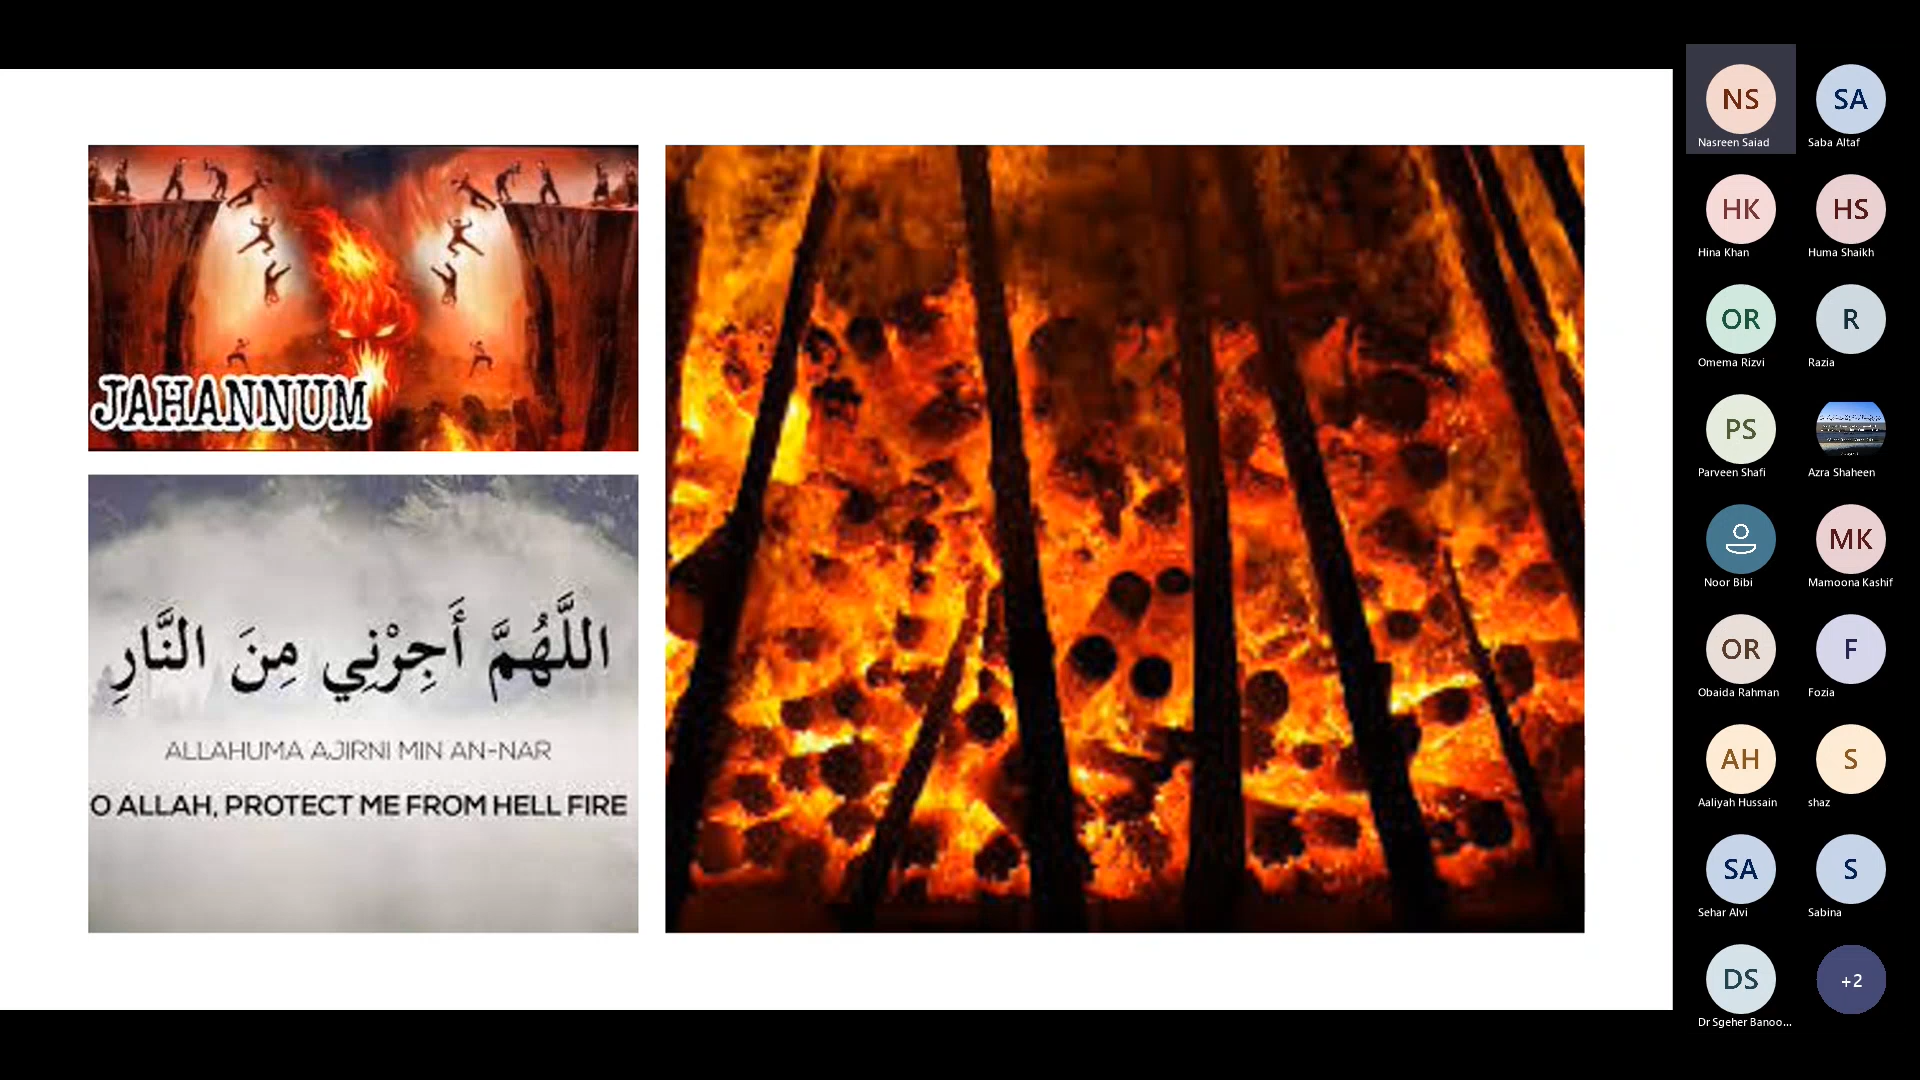 JAHANNUM
اللَّهُمَّ أَجِرْنِي مِنَ النَّارِ
ALLAHUMA AJIRNI MIN AN-NAR
O ALLAH, PROTECT ME FROM HELL FIRE
NS
SA
Nasreen Saiad
Saba Altaf
HK
HS
Hina Khan
Huma Shaikh
OR
R
Omema Rizvi
Razia
PS
Parveen Shafi
Azra Shaheen
MK
Noor Bibi
Mamoona Kashif
OR
F
Obaida Rahman
Fozia
AH
S
Aaliyah Hussain
shaz
SA
S
Sehar Alvi
Sabina
DS
+2
Dr Sgeher Banoo...